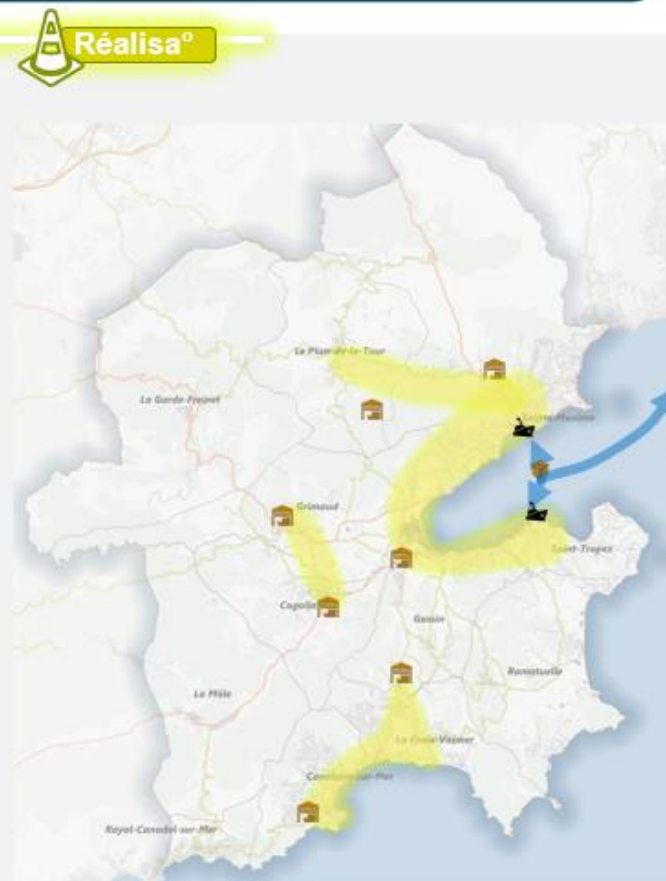 Réalisa°
Le Plan-de-la-Tour
La Garde-Freinet
Sainte-Maxime
Grimaud
Saint-Tropez
Cogolin
Gassin
Ramatuelle
La Môle
La Croix-Valmer
Cavalaire-sur-Mer
Rayol-Canadel-sur-Mer